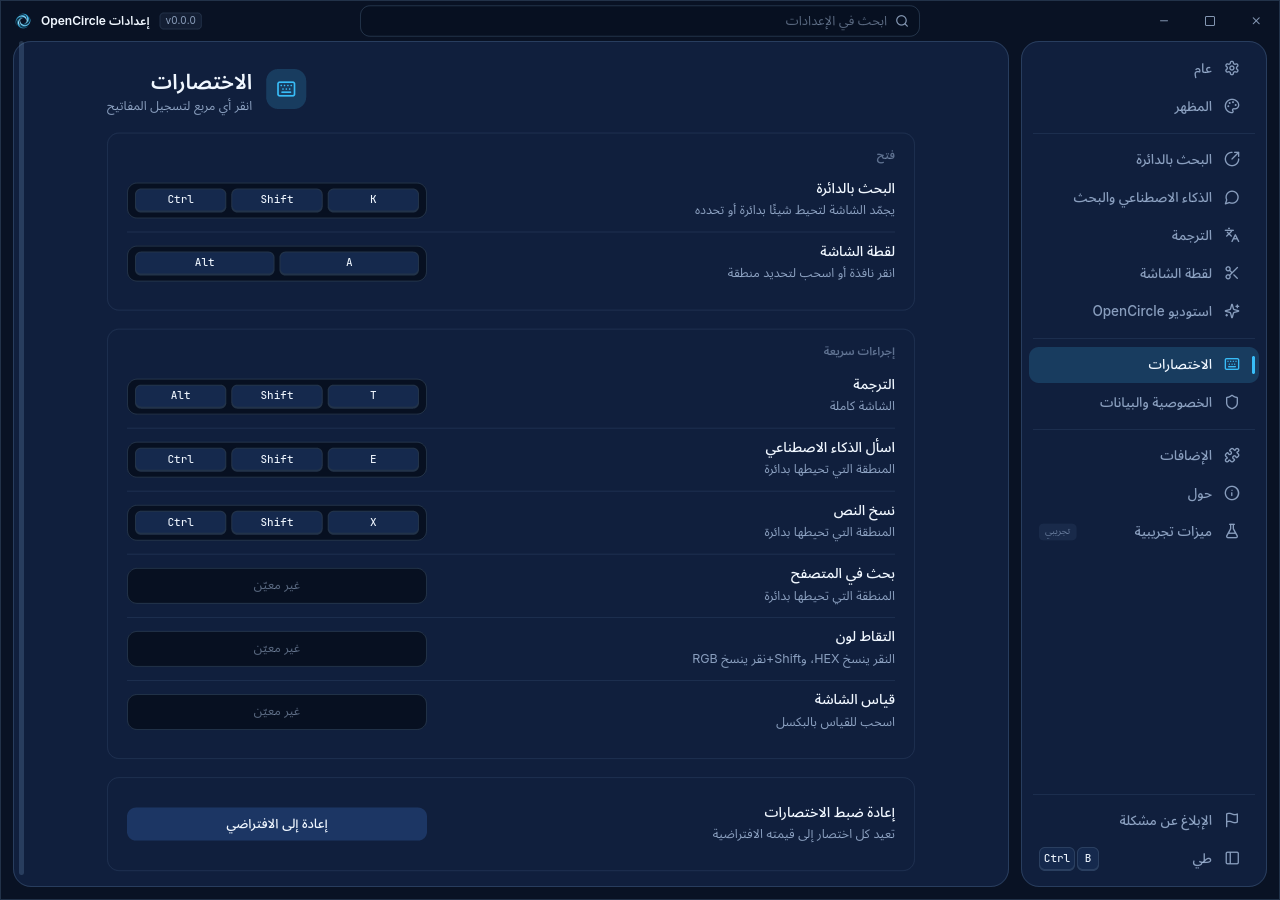 إعدادات OpenCircle
v0.0.0
ابحث في الإعدادات
عام
المظهر
البحث بالدائرة
الذكاء الاصطناعي والبحث
الترجمة
لقطة الشاشة
استوديو OpenCircle
الاختصارات
الخصوصية والبيانات
الإضافات
حول
ميزات تجريبية
تجريبي
الإبلاغ عن مشكلة
طي
Ctrl B
الاختصارات
انقر أي مربع لتسجيل المفاتيح
فتح
البحث بالدائرة
يجمّد الشاشة لتحيط شيئًا بدائرة أو تحدده
Ctrl Shift K
لقطة الشاشة
انقر نافذة أو اسحب لتحديد منطقة
Alt A
إجراءات سريعة
الترجمة
الشاشة كاملة
Alt Shift T
اسأل الذكاء الاصطناعي
المنطقة التي تحيطها بدائرة
Ctrl Shift E
نسخ النص
المنطقة التي تحيطها بدائرة
Ctrl Shift X
بحث في المتصفح
المنطقة التي تحيطها بدائرة
غير معيّن
التقاط لون
النقر ينسخ HEX، وShift+نقر ينسخ RGB
غير معيّن
قياس الشاشة
اسحب للقياس بالبكسل
غير معيّن
إعادة ضبط الاختصارات
تعيد كل اختصار إلى قيمته الافتراضية
إعادة إلى الافتراضي